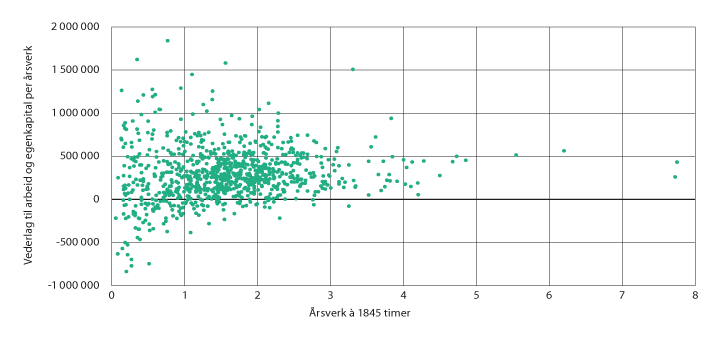 2 000 000
1 500 000
1 000 000
500 000
0
-500 000
-1 000 000
Vederlag til arbeid og egenkapital per årsverk
0 1 2 3 4 5 6 7 8
Årsverk à 1845 timer